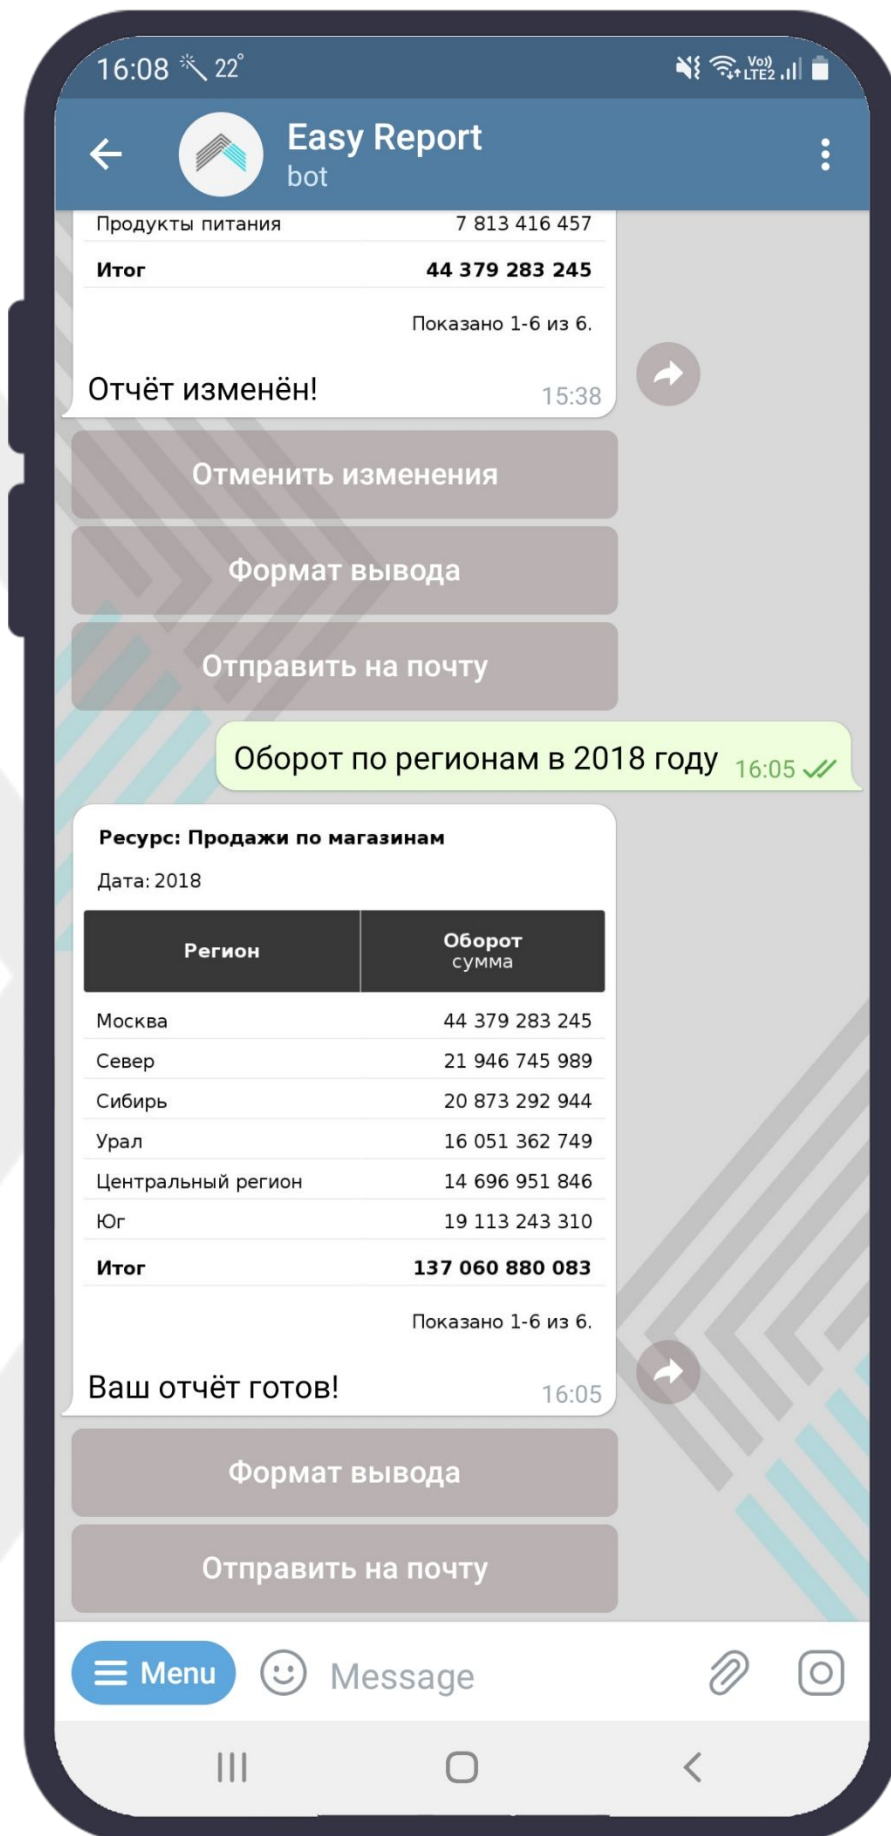 16:08 22°
Vo)) LTE2
Easy Report
bot
Продукты питания 7 813 416 457
Итог 44 379 283 245
Показано 1-6 из 6.
Отчёт изменён! 15:38
Отменить изменения
Формат вывода
Отправить на почту
Оборот по регионам в 2018 году 16:05
Ресурс: Продажи по магазинам
Дата: 2018
Регион Оборот
сумма
Москва 44 379 283 245
Север 21 946 745 989
Сибирь 20 873 292 944
Урал 16 051 362 749
Центральный регион 14 696 951 846
Юг 19 113 243 310
Итог 137 060 880 083
Показано 1-6 из 6.
Ваш отчёт готов! 16:05
Формат вывода
Отправить на почту
Menu Message